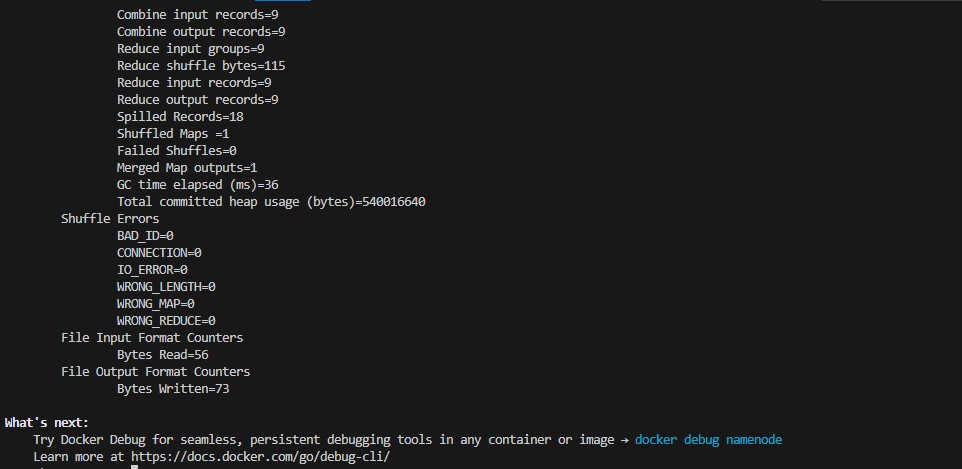 Combine input records=9
Combine output records=9
Reduce input groups=9
Reduce shuffle bytes=115
Reduce input records=9
Reduce output records=9
Spilled Records=18
Shuffled Maps =1
Failed Shuffles=0
Merged Map outputs=1
GC time elapsed (ms)=36
Total committed heap usage (bytes)=540016640
Shuffle Errors
BAD_ID=0
CONNECTION=0
IO_ERROR=0
WRONG_LENGTH=0
WRONG_MAP=0
WRONG_REDUCE=0
File Input Format Counters
Bytes Read=56
File Output Format Counters
Bytes Written=73
What's next:
Try Docker Debug for seamless, persistent debugging tools in any container or image → docker debug namenode
Learn more at https://docs.docker.com/go/debug-cli/